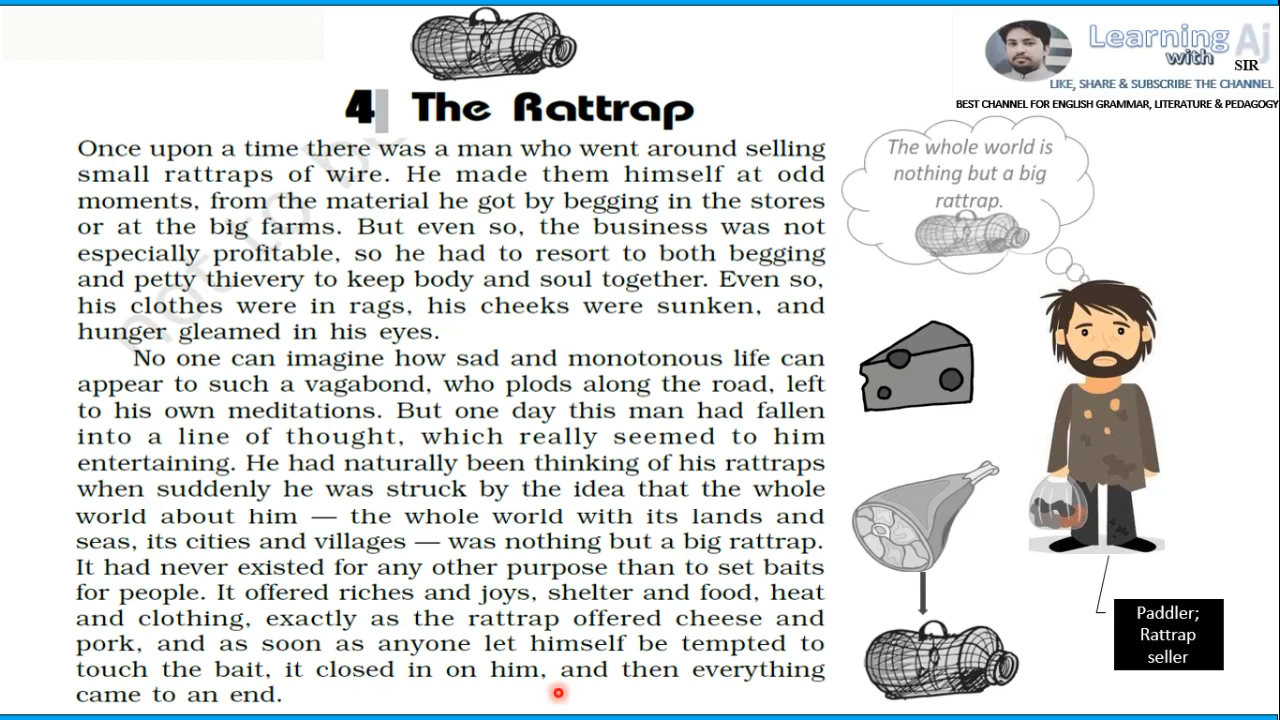 4 The Rattrap
Once upon a time there was a man who went around selling
small rattraps of wire. He made them himself at odd
moments, from the material he got by begging in the stores
or at the big farms. But even so, the business was not
especially profitable, so he had to resort to both begging
and petty thievery to keep body and soul together. Even so,
his clothes were in rags, his cheeks were sunken, and
hunger gleamed in his eyes.
No one can imagine how sad and monotonous life can
appear to such a vagabond, who plods along the road, left
to his own meditations. But one day this man had fallen
into a line of thought, which really seemed to him
entertaining. He had naturally been thinking of his rattraps
when suddenly he was struck by the idea that the whole
world about him — the whole world with its lands and
seas, its cities and villages — was nothing but a big rattrap.
It had never existed for any other purpose than to set baits
for people. It offered riches and joys, shelter and food, heat
and clothing, exactly as the rattrap offered cheese and
pork, and as soon as anyone let himself be tempted to
touch the bait, it closed in on him, and then everything
came to an end.
not to be
Learning
with
Aj
SIR
LIKE, SHARE & SUBSCRIBE THE CHANNEL
BEST CHANNEL FOR ENGLISH GRAMMAR, LITERATURE & PEDAGOGY
The whole world is
nothing but a big
rattrap.
Paddler;
Rattrap
seller